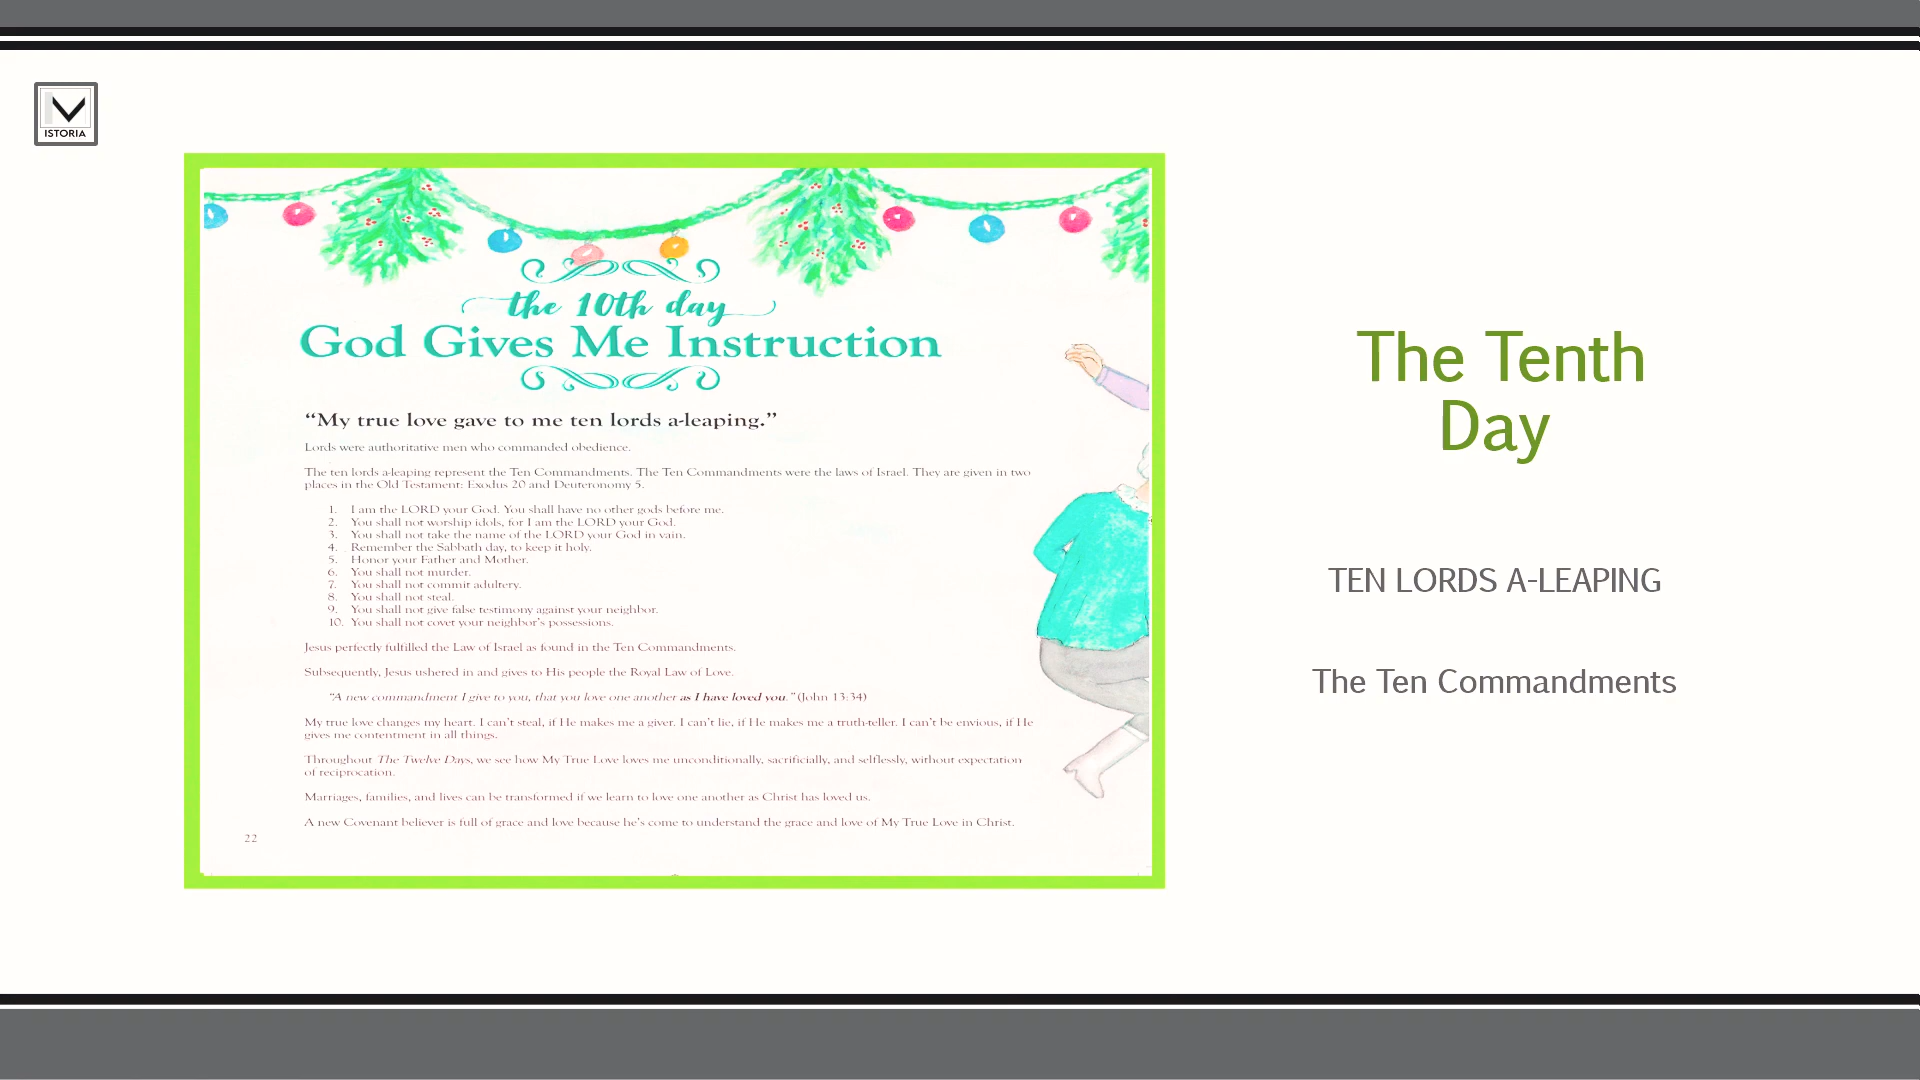 ISTORIA
the 10th day
God Gives Me Instruction
“My true love gave to me ten lords a-leaping.”
Lords were authoritative men who commanded obedience.
The ten lords a-leaping represent the Ten Commandments. The Ten Commandments were the laws of Israel. They are given in two
places in the Old Testament: Exodus 20 and Deuteronomy 5.
1. I am the LORD your God. You shall have no other gods before me.
2. You shall not worship idols, for I am the LORD your God.
3. You shall not take the name of the LORD your God in vain.
4. Remember the Sabbath day, to keep it holy.
5. Honor your Father and Mother.
6. You shall not murder.
7. You shall not commit adultery.
8. You shall not steal.
9. You shall not give false testimony against your neighbor.
10. You shall not covet your neighbor’s possessions.
Jesus perfectly fulfilled the Law of Israel as found in the Ten Commandments.
Subsequently, Jesus ushered in and gives to His people the Royal Law of Love.
“A new commandment I give to you, that you love one another as I have loved you.” (John 13:34)
My true love changes my heart. I can’t steal, if He makes me a giver. I can’t lie, if He makes me a truth-teller. I can’t be envious, if He
gives me contentment in all things.
Throughout The Twelve Days, we see how My True Love loves me unconditionally, sacrificially, and selflessly, without expectation
of reciprocation.
Marriages, families, and lives can be transformed if we learn to love one another as Christ has loved us.
A new Covenant believer is full of grace and love because he’s come to understand the grace and love of My True Love in Christ.
22
The Tenth
Day
TEN LORDS A-LEAPING
The Ten Commandments